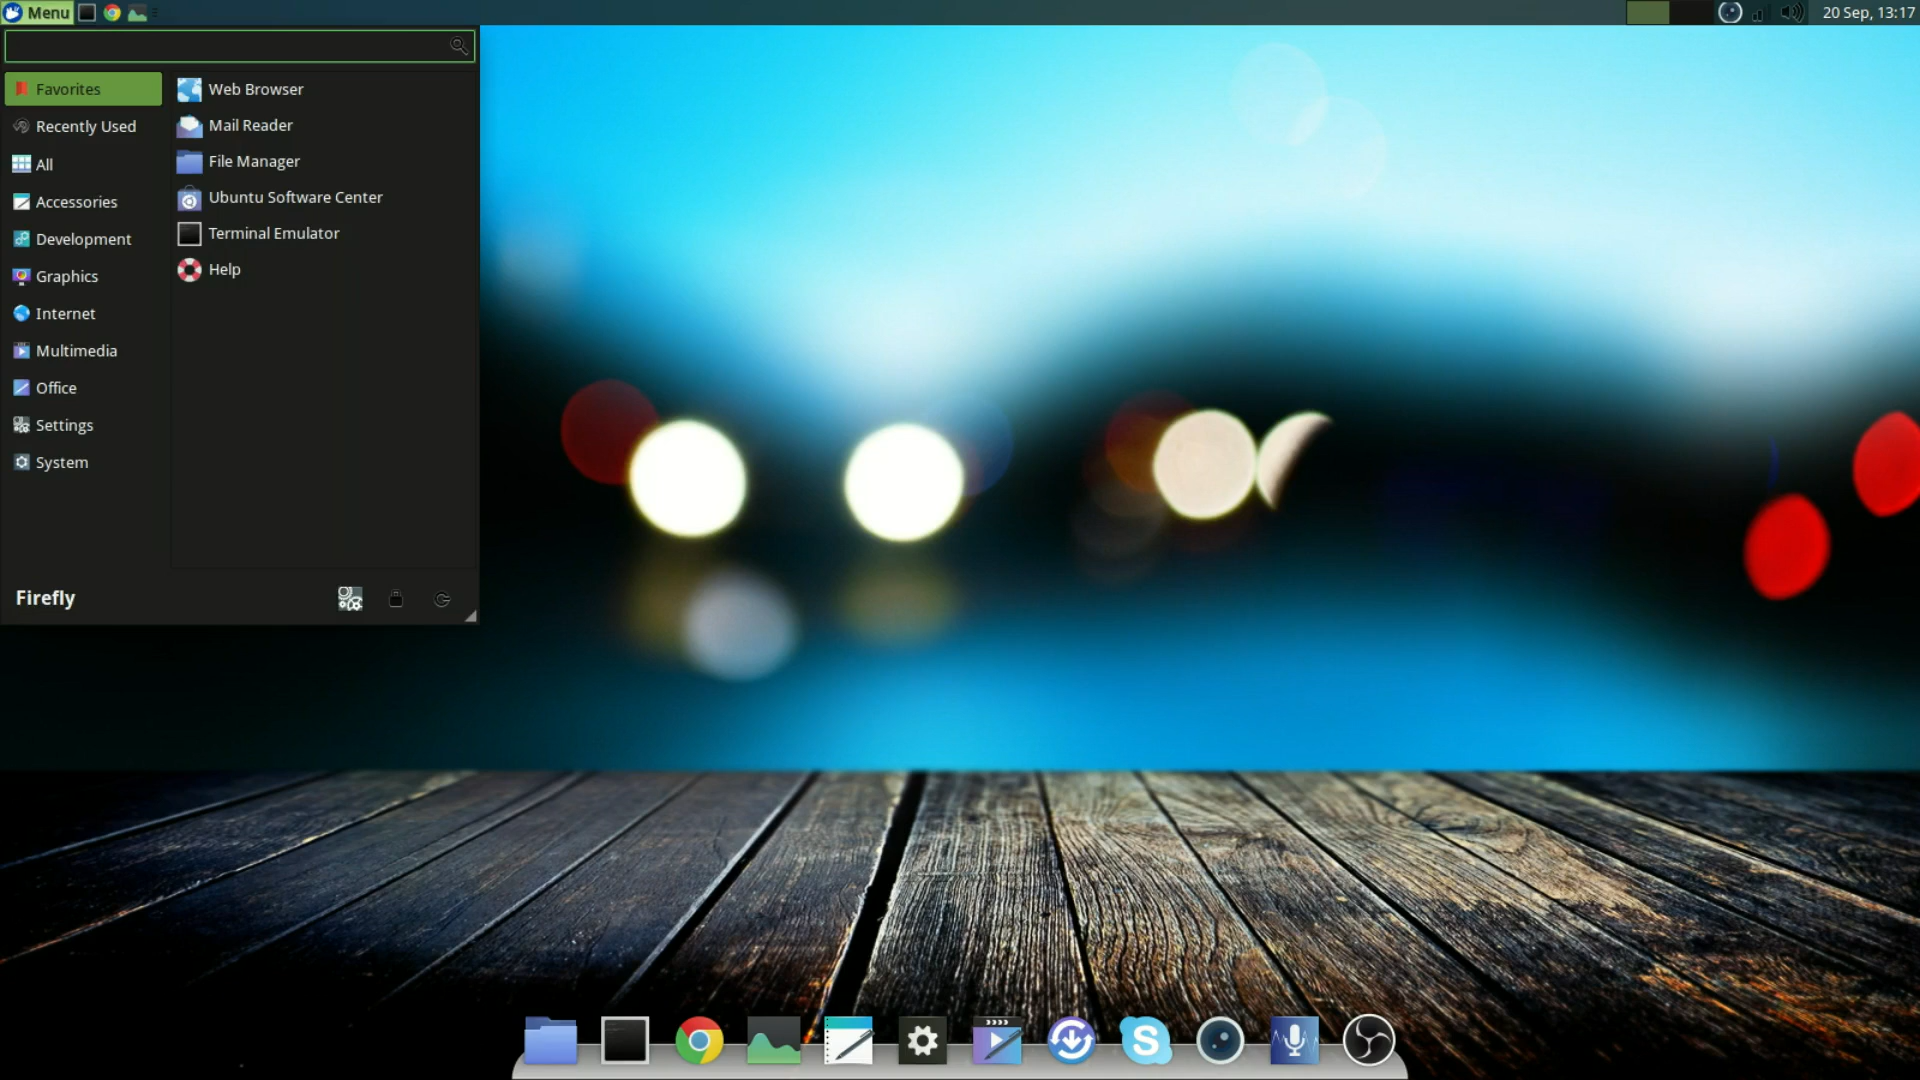 Menu
20 Sep, 13:17
Favorites
Recently Used
All
Accessories
Development
Graphics
Internet
Multimedia
Office
Settings
System
Web Browser
Mail Reader
File Manager
Ubuntu Software Center
Terminal Emulator
Help
Firefly
S